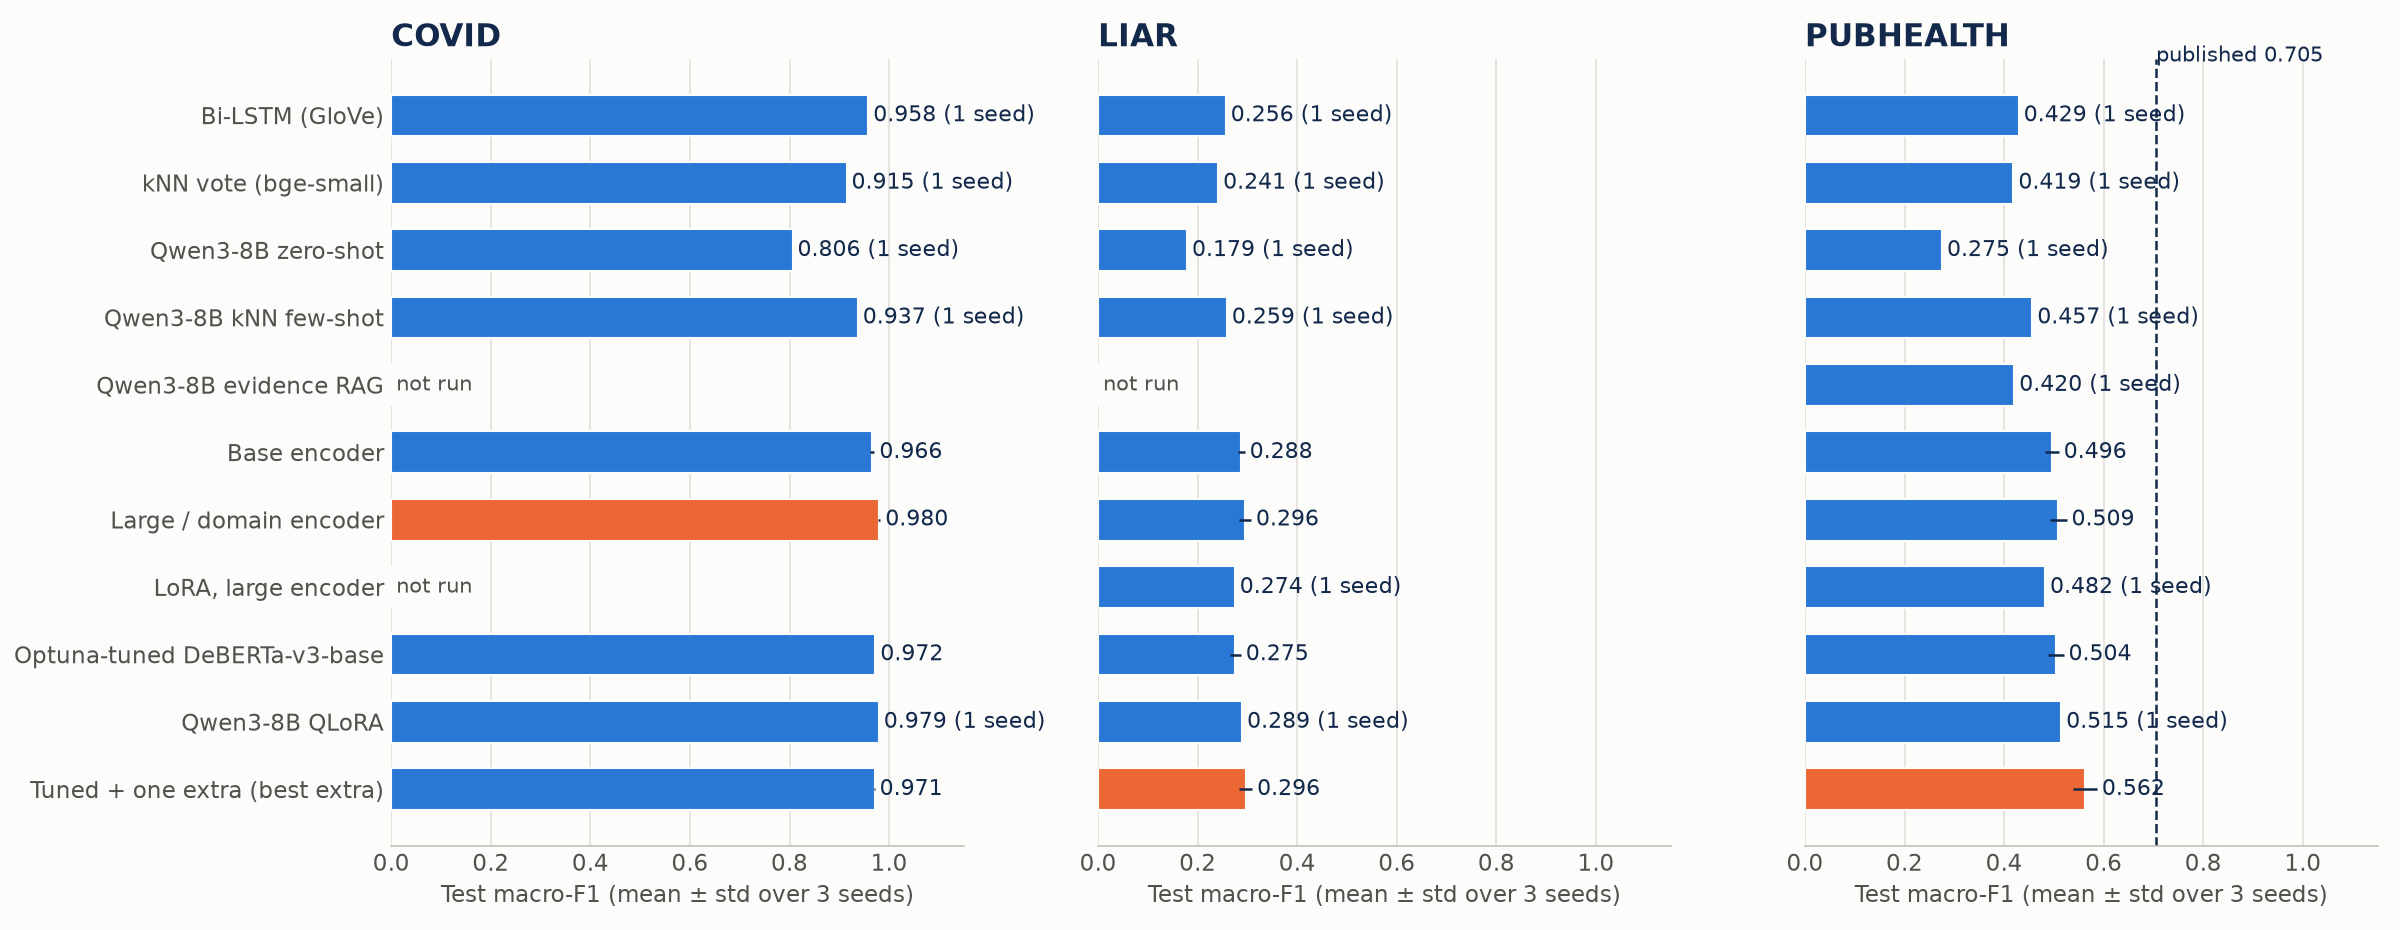 COVID
LIAR
PUBHEALTH
published 0.705
Bi-LSTM (GloVe) 0.958 (1 seed) 0.256 (1 seed) 0.429 (1 seed)
kNN vote (bge-small) 0.915 (1 seed) 0.241 (1 seed) 0.419 (1 seed)
Qwen3-8B zero-shot 0.806 (1 seed) 0.179 (1 seed) 0.275 (1 seed)
Qwen3-8B kNN few-shot 0.937 (1 seed) 0.259 (1 seed) 0.457 (1 seed)
Qwen3-8B evidence RAG not run not run 0.420 (1 seed)
Base encoder 0.966 0.288 0.496
Large / domain encoder 0.980 0.296 0.509
LoRA, large encoder not run 0.274 (1 seed) 0.482 (1 seed)
Optuna-tuned DeBERTa-v3-base 0.972 0.275 0.504
Qwen3-8B QLoRA 0.979 (1 seed) 0.289 (1 seed) 0.515 (1 seed)
Tuned + one extra (best extra) 0.971 0.296 0.562
0.0 0.2 0.4 0.6 0.8 1.0 0.0 0.2 0.4 0.6 0.8 1.0 0.0 0.2 0.4 0.6 0.8 1.0
Test macro-F1 (mean ± std over 3 seeds) Test macro-F1 (mean ± std over 3 seeds) Test macro-F1 (mean ± std over 3 seeds)